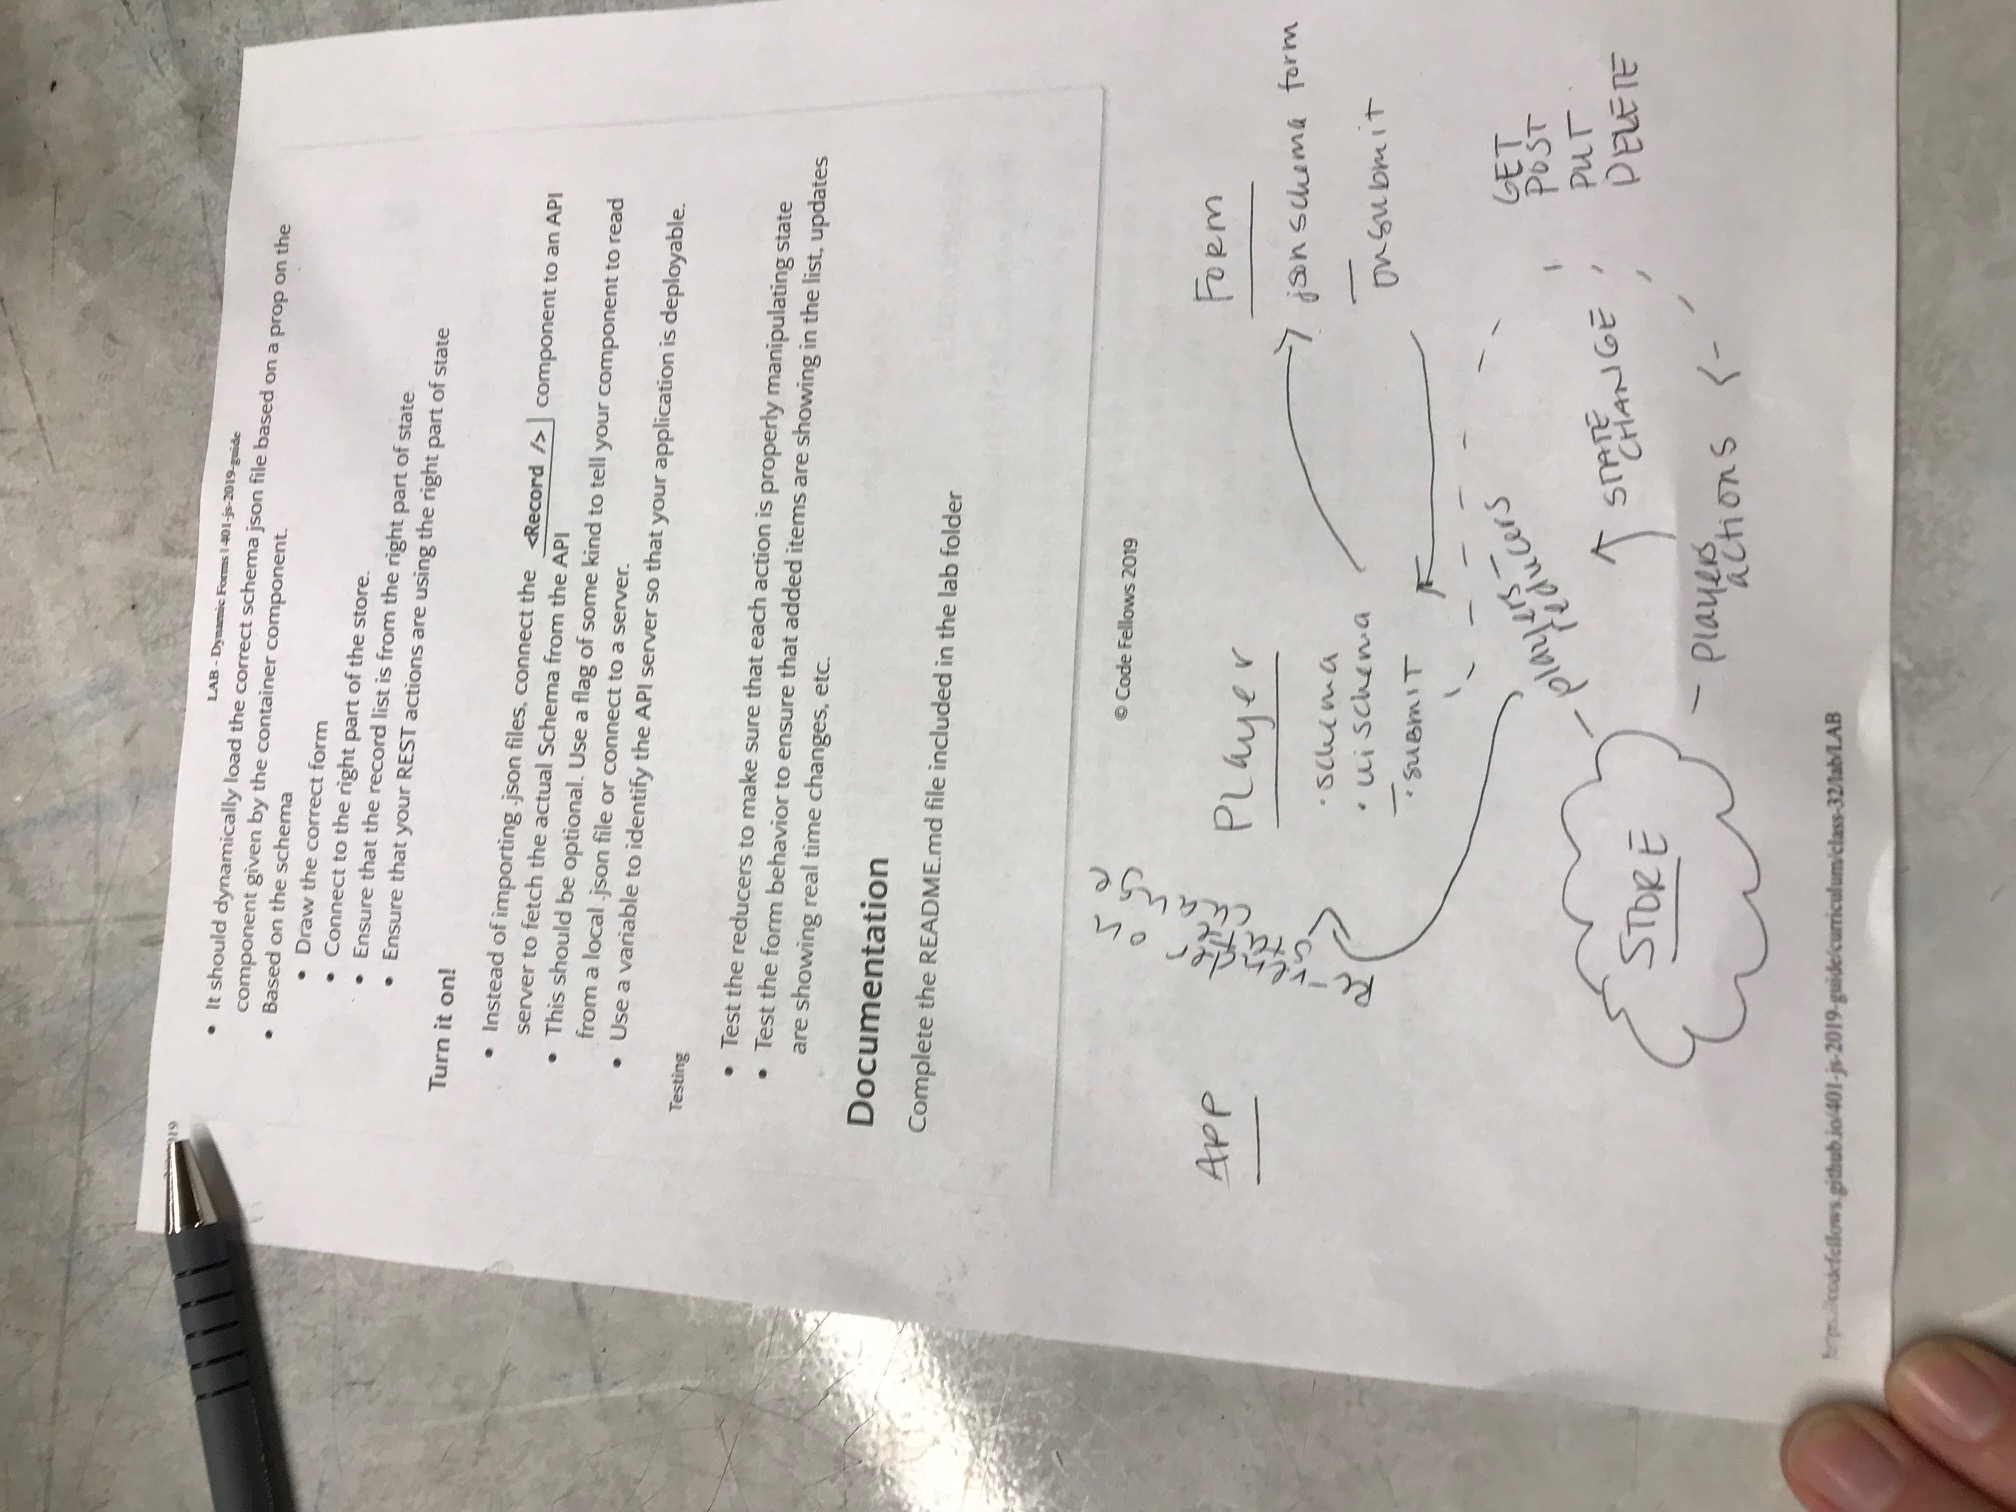 LAB - Dynamic Forms | 401-js-2019-guide
• It should dynamically load the correct schema json file based on a prop on the
component given by the container component.
• Based on the schema
• Draw the correct form
• Connect to the right part of the store.
• Ensure that the record list is from the right part of state
• Ensure that your REST actions are using the right part of state
Turn it on!
• Instead of importing .json files, connect the <Record /> component to an API
server to fetch the actual Schema from the API
• This should be optional. Use a flag of some kind to tell your component to read
from a local .json file or connect to a server.
• Use a variable to identify the API server so that your application is deployable.
Testing
• Test the reducers to make sure that each action is properly manipulating state
• Test the form behavior to ensure that added items are showing in the list, updates
are showing real time changes, etc.
Documentation
Complete the README.md file included in the lab folder
© Code Fellows 2019
APP
Re-render on
state
change
PLayer
• schema
• uischema
• SUBMIT
FORM
json schema form
onsubmit
players-
reducers
GET
POST
PUT
DELETE
STATE
CHANGE
STORE
players
actions
https://codefellows.github.io/401-js-2019-guide/curriculum/class-32/lab/LAB